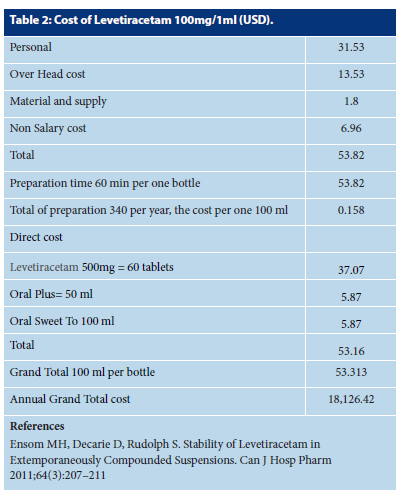 Table 2: Cost of Levetiracetam 100mg/1ml (USD).
Personal 31.53
Over Head cost 13.53
Material and supply 1.8
Non Salary cost 6.96
Total 53.82
Preparation time 60 min per one bottle 53.82
Total of preparation 340 per year, the cost per one 100 ml 0.158
Direct cost
Levetiracetam 500mg = 60 tablets 37.07
Oral Plus= 50 ml 5.87
Oral Sweet To 100 ml 5.87
Total 53.16
Grand Total 100 ml per bottle 53.313
Annual Grand Total cost 18,126.42
References
Ensom MH, Decarie D, Rudolph S. Stability of Levetiracetam in
Extemporaneously Compounded Suspensions. Can J Hosp Pharm
2011;64(3):207–211